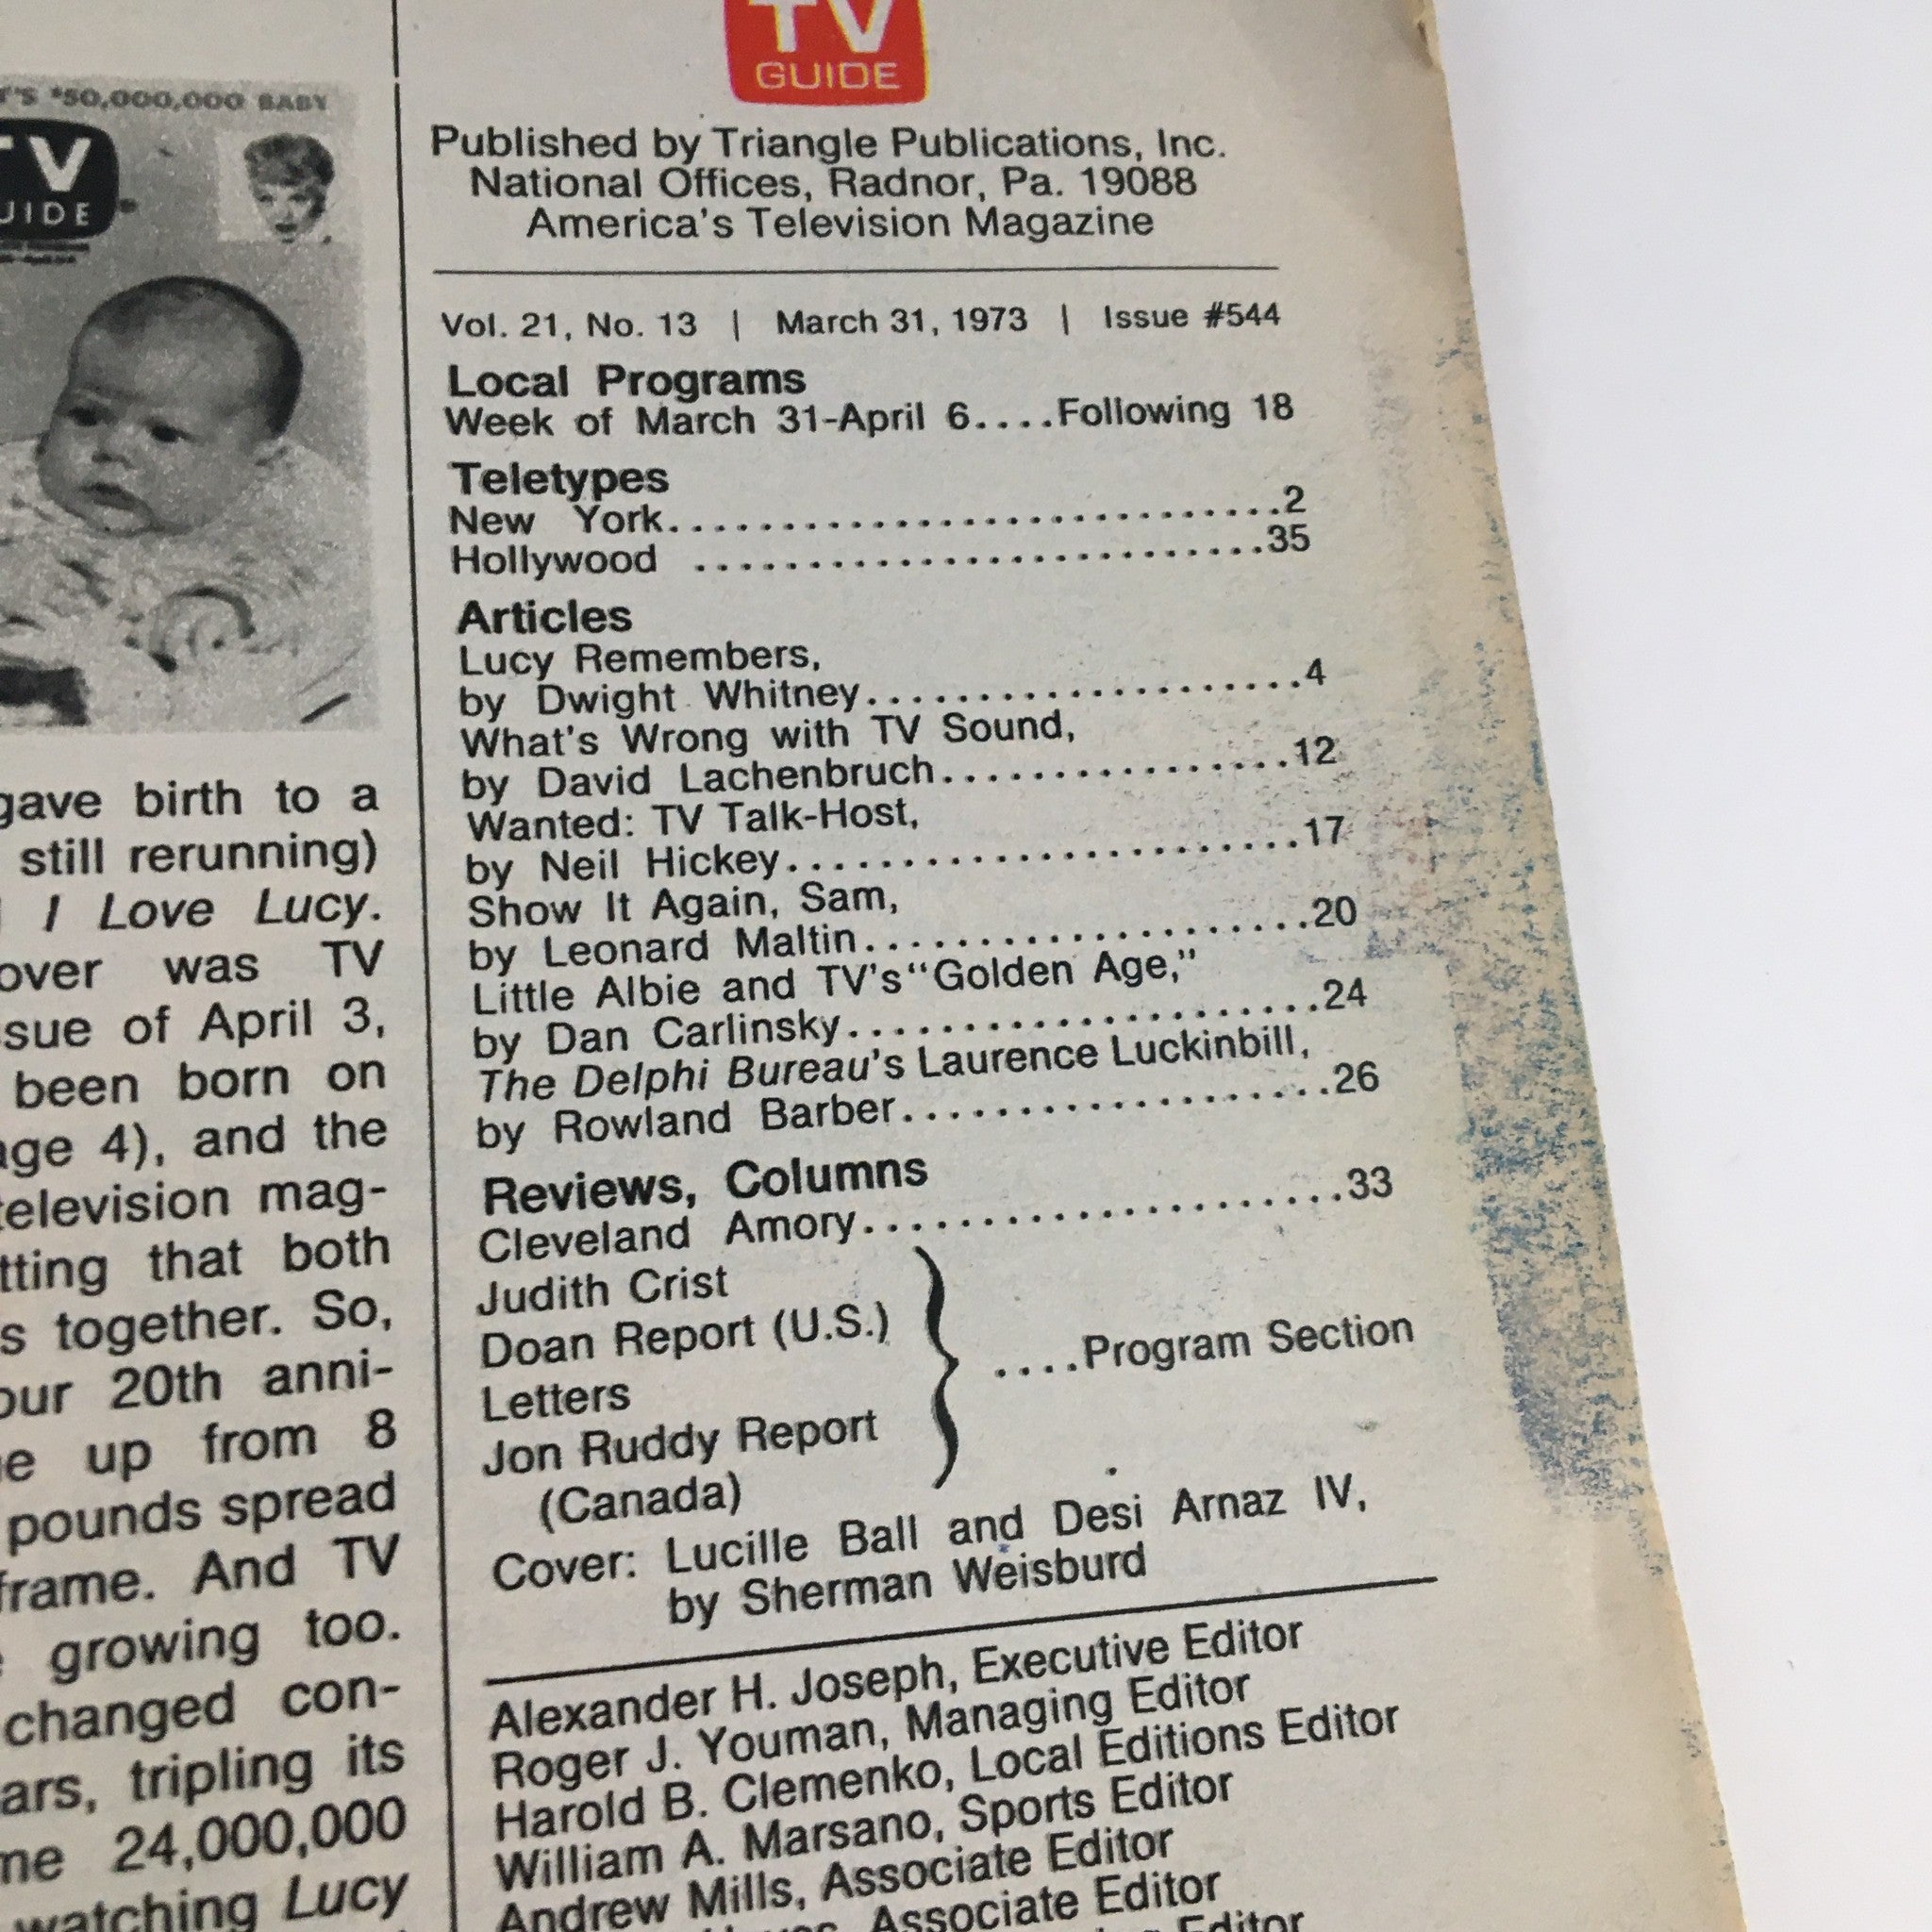 'S $50,000,000 BABY
TV
UIDE
gave birth to a
still rerunning)
I Love Lucy.
over was TV
ssue of April 3,
been born on
age 4), and the
television mag-
tting that both
s together. So,
our 20th anni-
e up from 8
pounds spread
frame. And TV
growing too.
changed con-
ars, tripling its
me 24,000,000
watching Lucy
TV
GUIDE
Published by Triangle Publications, Inc.
National Offices, Radnor, Pa. 19088
America's Television Magazine
Vol. 21, No. 13 | March 31, 1973 | Issue #544
Local Programs
Week of March 31-April 6....Following 18
Teletypes
New York............................2
Hollywood .........................35
Articles
Lucy Remembers,
by Dwight Whitney...................4
What's Wrong with TV Sound,
by David Lachenbruch................12
Wanted: TV Talk-Host,
by Neil Hickey.......................17
Show It Again, Sam,
by Leonard Maltin....................20
Little Albie and TV's "Golden Age,"
by Dan Carlinsky.....................24
The Delphi Bureau's Laurence Luckinbill,
by Rowland Barber...................26
Reviews, Columns
Cleveland Amory.....................33
Judith Crist
Doan Report (U.S.)
Letters
Jon Ruddy Report
(Canada)
....Program Section
Cover: Lucille Ball and Desi Arnaz IV,
by Sherman Weisburd
Alexander H. Joseph, Executive Editor
Roger J. Youman, Managing Editor
Harold B. Clemenko, Local Editions Editor
William A. Marsano, Sports Editor
Andrew Mills, Associate Editor
Associate Editor
Editor